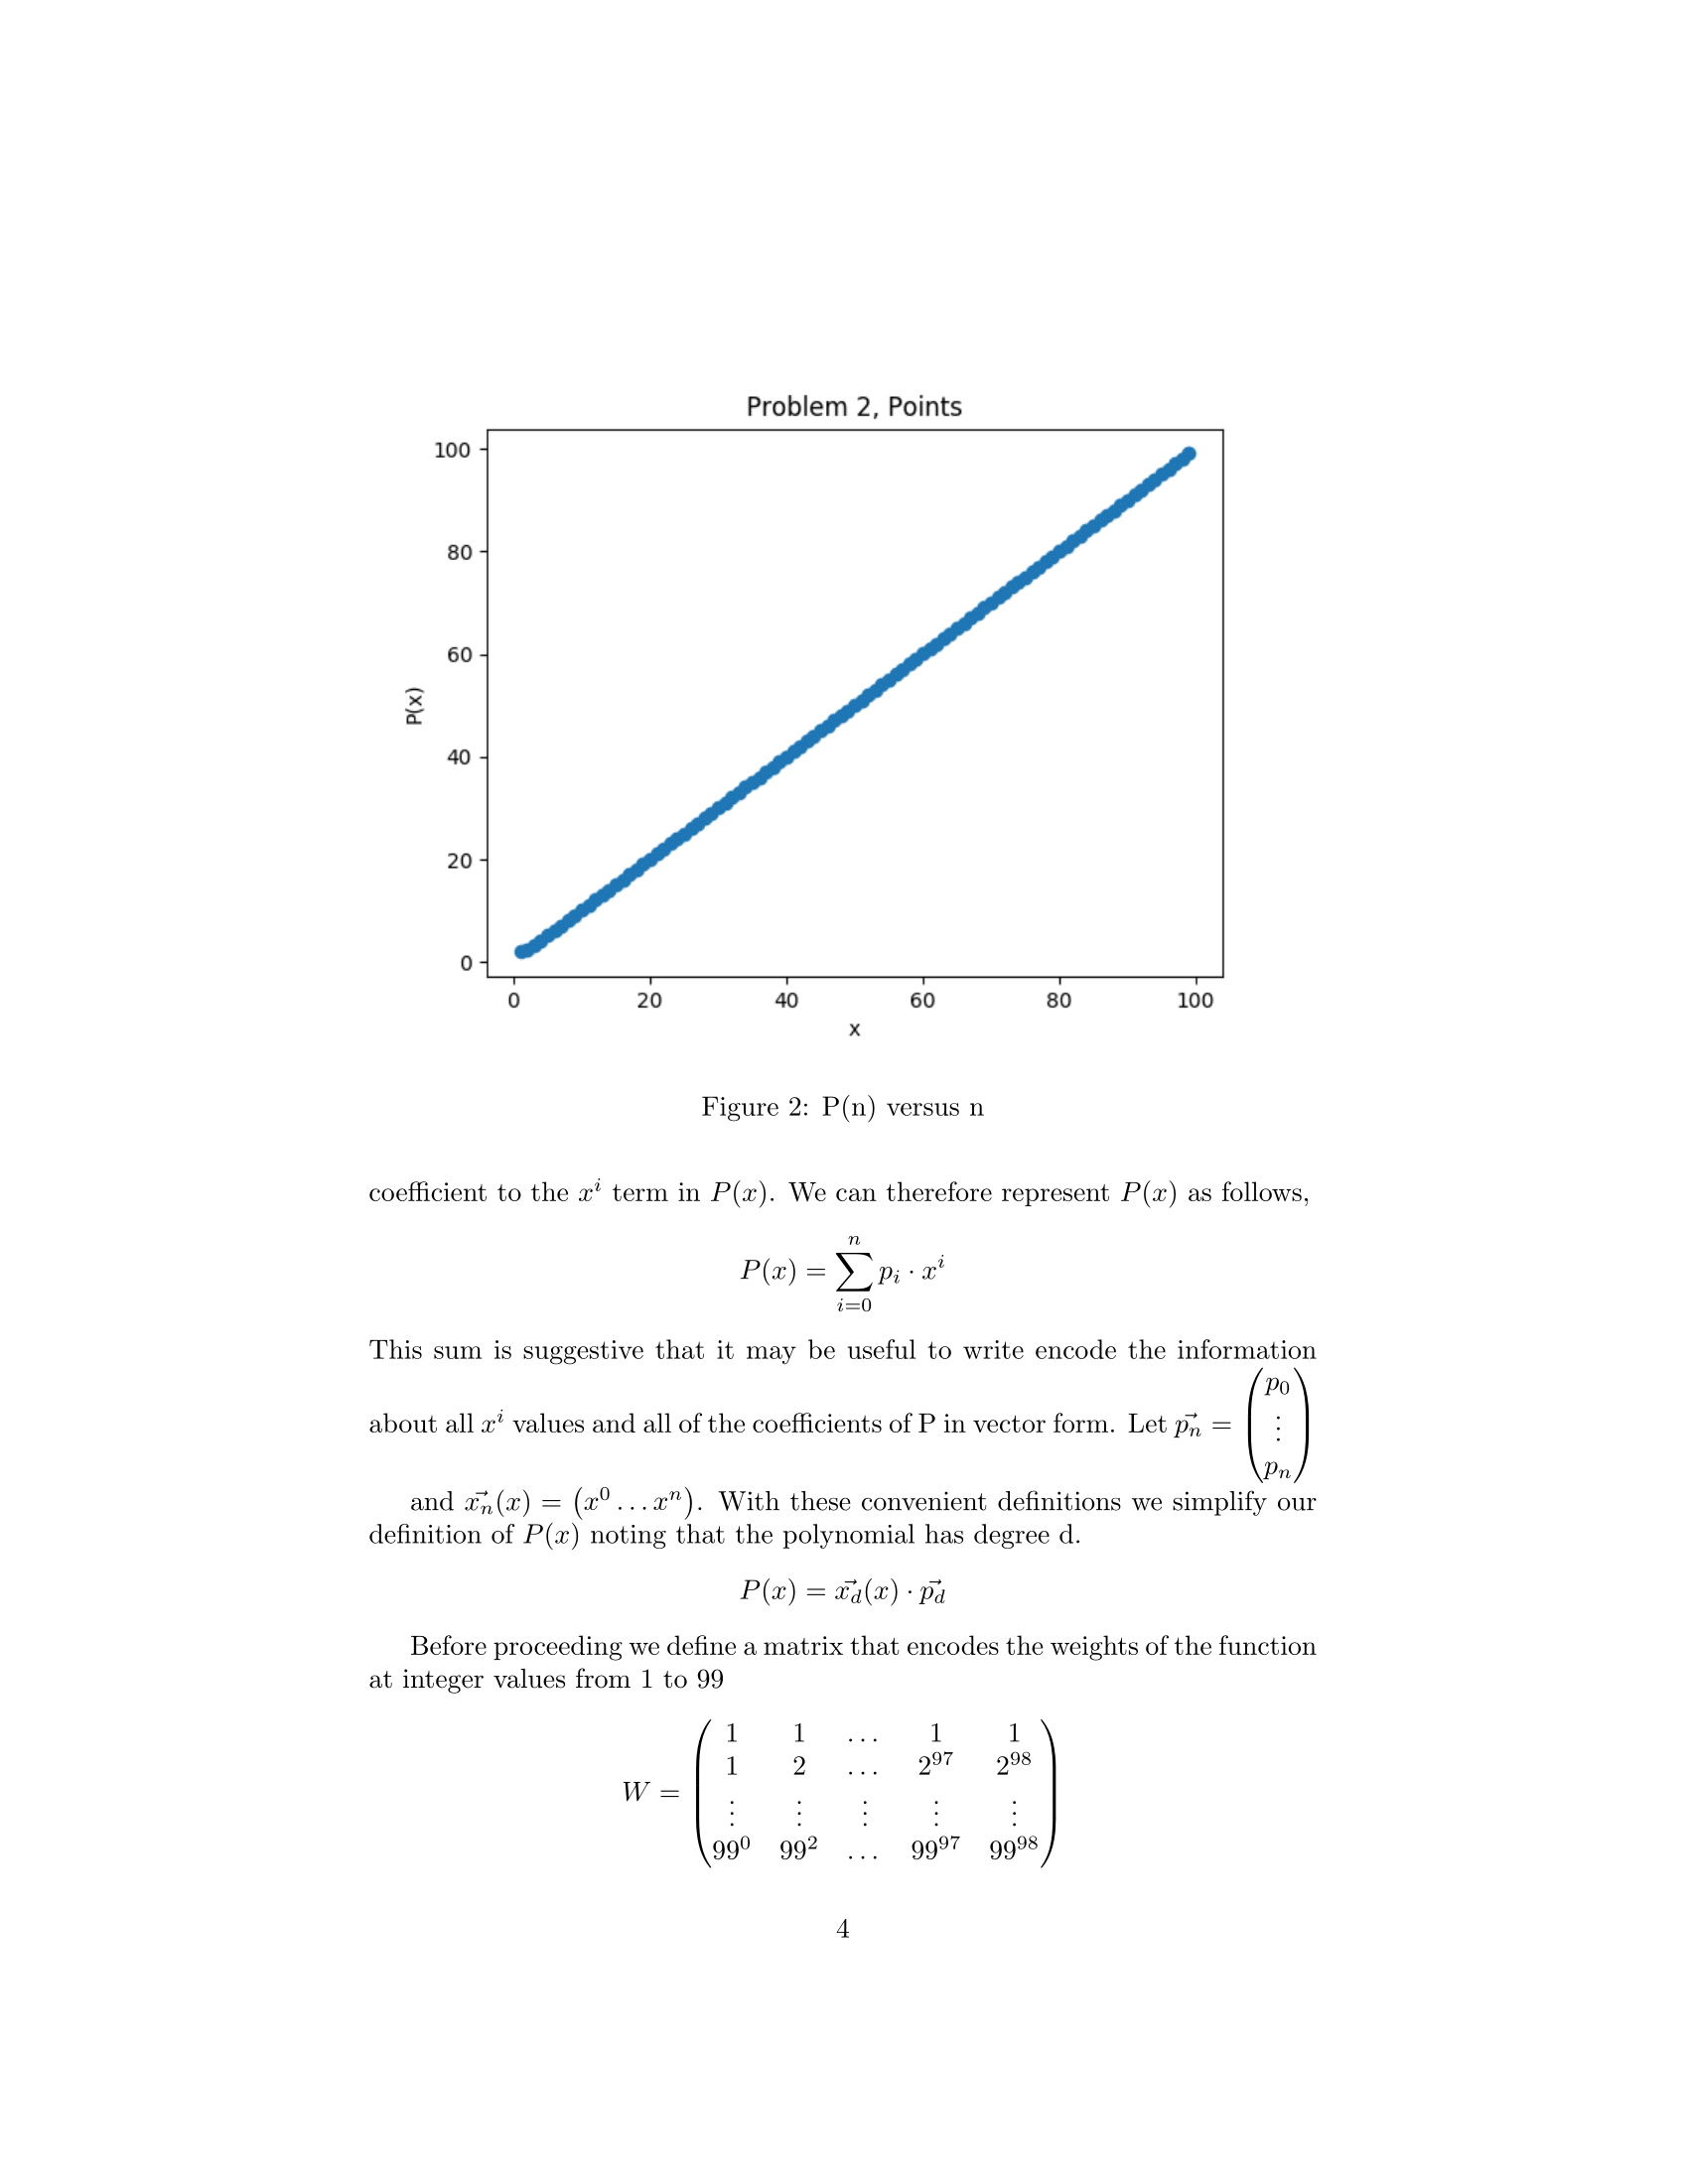 Problem 2, Points
100
80
60
40
20
0
P(x)
0 20 40 60 80 100
x
Figure 2: P(n) versus n
coefficient to the $x^i$ term in $P(x)$. We can therefore represent $P(x)$ as follows,
$P(x) = \sum_{i=0}^{n} p_i \cdot x^i$
This sum is suggestive that it may be useful to write encode the information
about all $x^i$ values and all of the coefficients of P in vector form. Let $\vec{p_n} = \begin{pmatrix} p_0 \\ \vdots \\ p_n \end{pmatrix}$
and $\vec{x_n}(x) = (x^0 \dots x^n)$. With these convenient definitions we simplify our
definition of $P(x)$ noting that the polynomial has degree d.
$P(x) = \vec{x_d}(x) \cdot \vec{p_d}$
Before proceeding we define a matrix that encodes the weights of the function
at integer values from 1 to 99
$W = \begin{pmatrix} 1 & 1 & \dots & 1 & 1 \\ 1 & 2 & \dots & 2^{97} & 2^{98} \\ \vdots & \vdots & \vdots & \vdots & \vdots \\ 99^0 & 99^2 & \dots & 99^{97} & 99^{98} \end{pmatrix}$
4